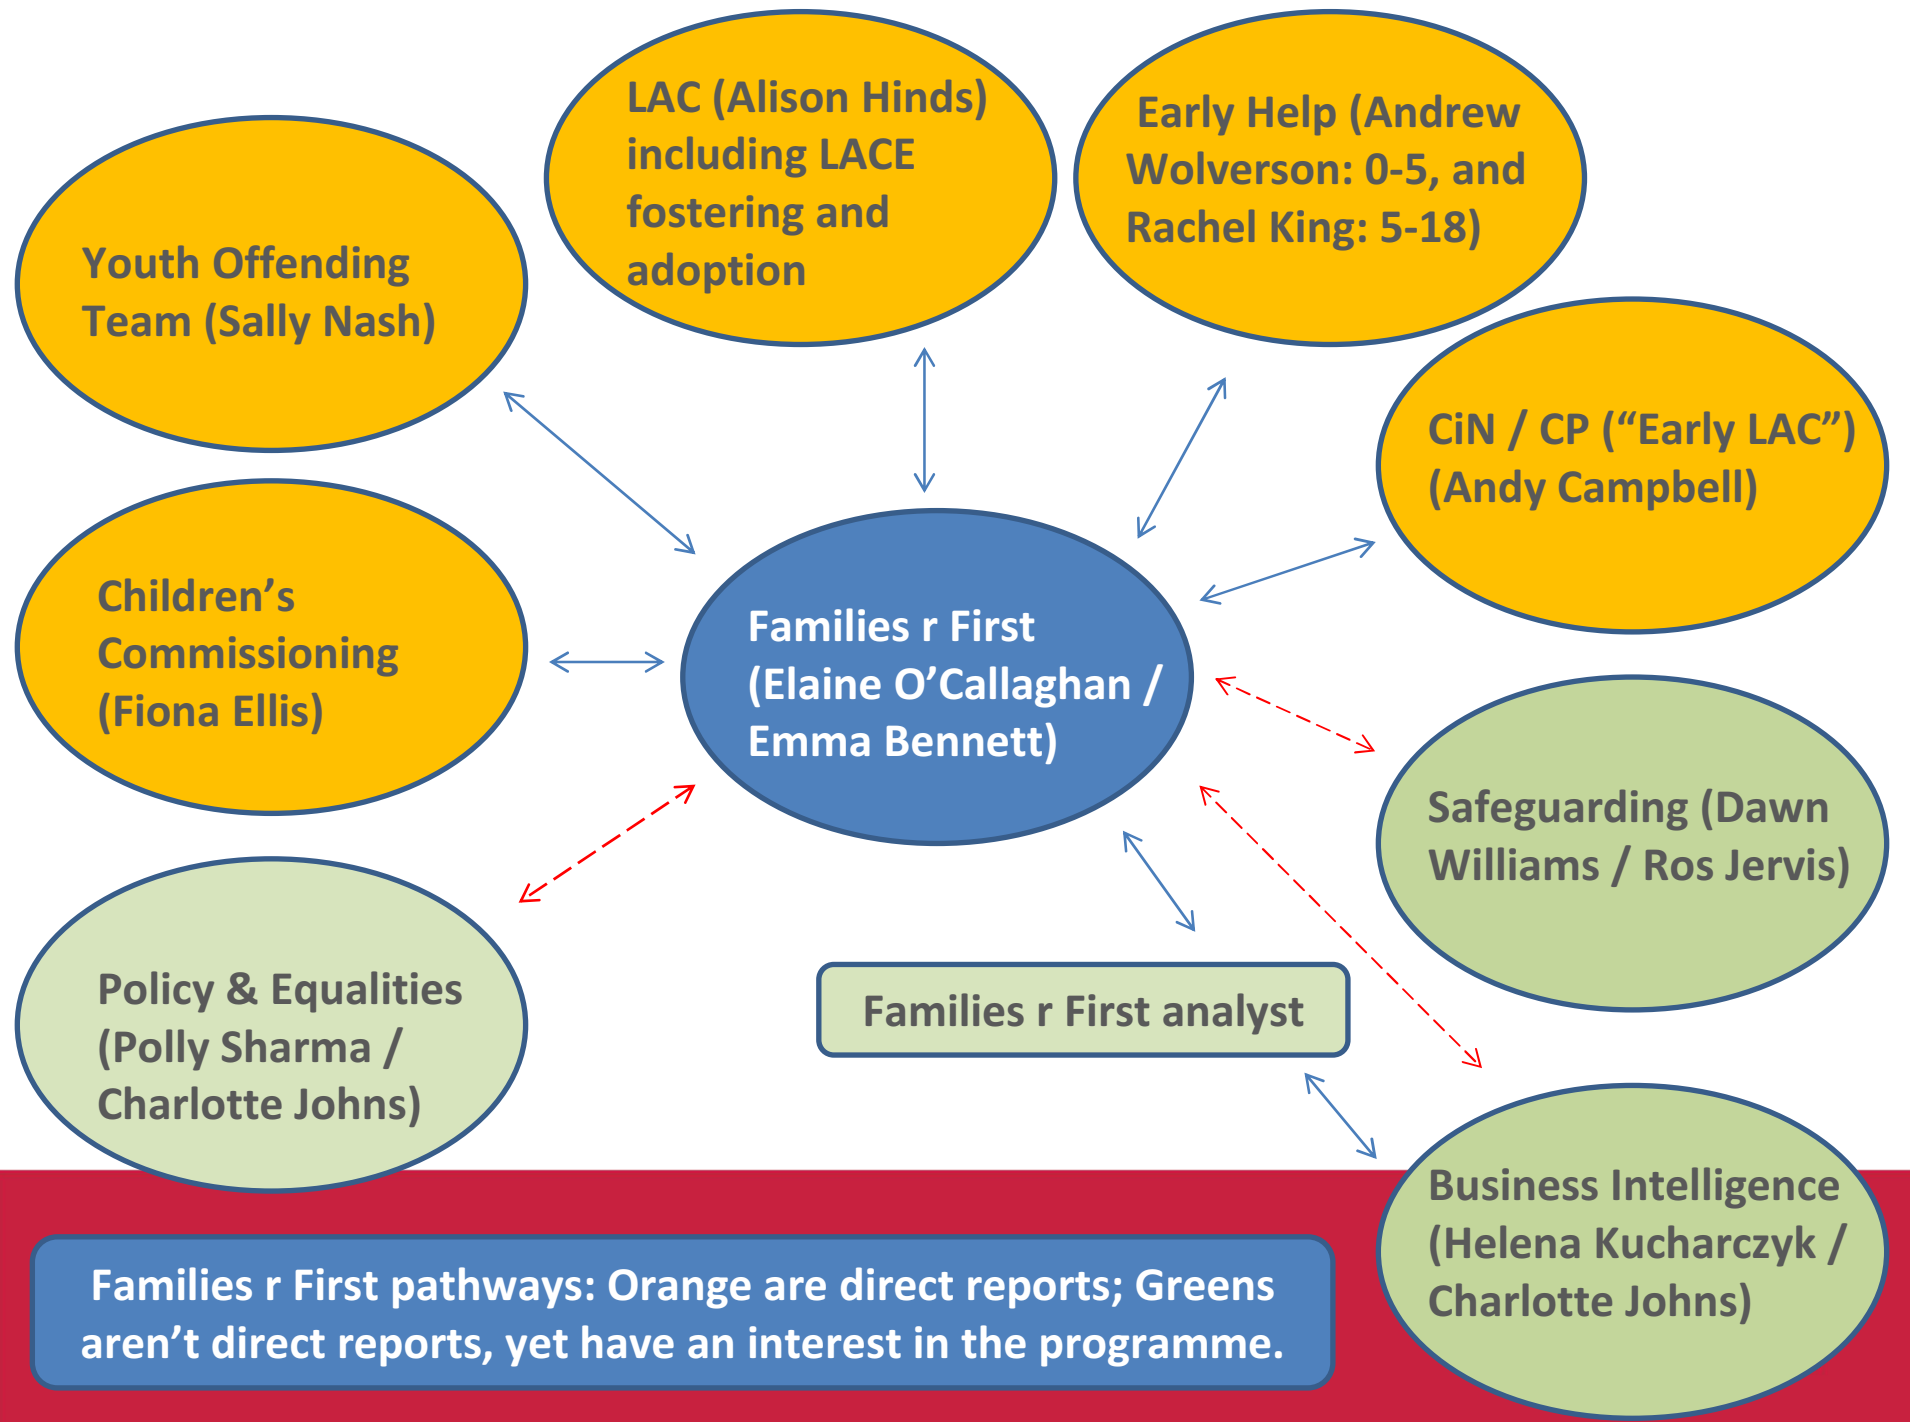 LAC (Alison Hinds)
including LACE
fostering and
adoption
Early Help (Andrew
Wolverson: 0-5, and
Rachel King: 5-18)
Youth Offending
Team (Sally Nash)
CiN / CP (“Early LAC”)
(Andy Campbell)
Children’s
Commissioning
(Fiona Ellis)
Families r First
(Elaine O’Callaghan /
Emma Bennett)
Safeguarding (Dawn
Williams / Ros Jervis)
Policy & Equalities
(Polly Sharma /
Charlotte Johns)
Families r First analyst
Business Intelligence
(Helena Kucharczyk /
Charlotte Johns)
Families r First pathways: Orange are direct reports; Greens
aren’t direct reports, yet have an interest in the programme.